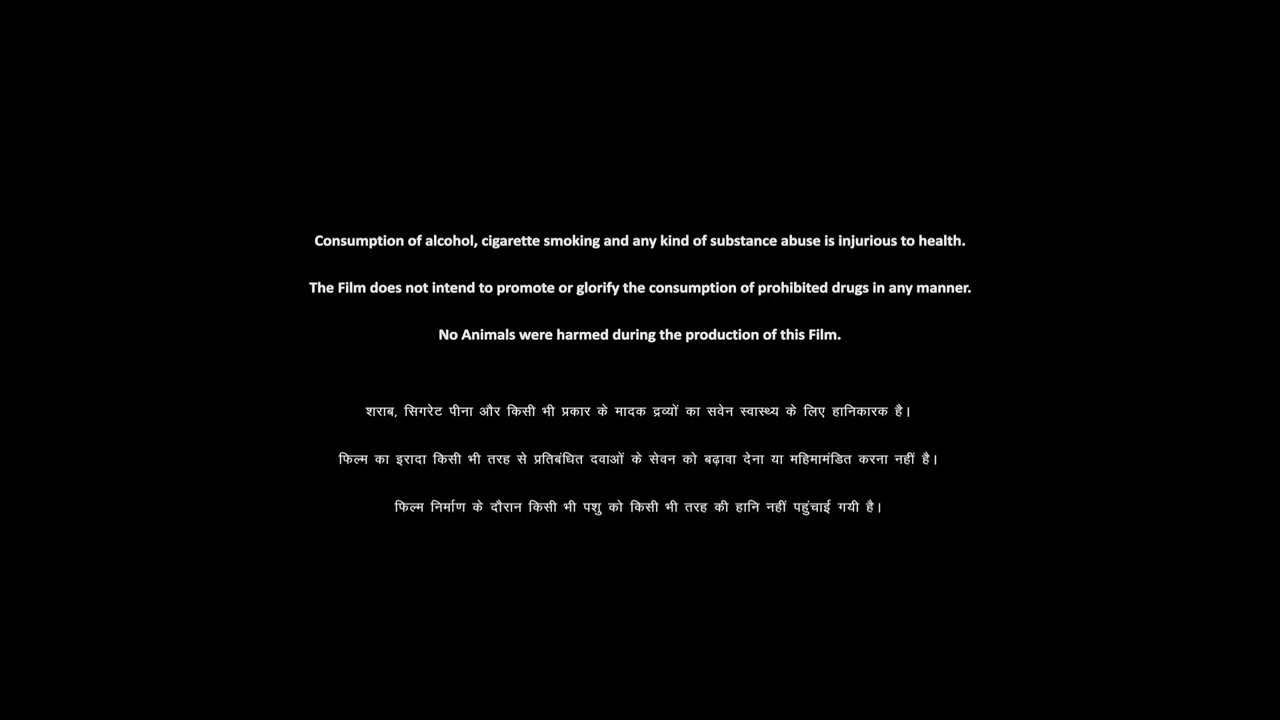 Consumption of alcohol, cigarette smoking and any kind of substance abuse is injurious to health.
The Film does not intend to promote or glorify the consumption of prohibited drugs in any manner.
No Animals were harmed during the production of this Film.
शराब, सिगरेट पीना और किसी भी प्रकार के मादक द्रव्यों का सवेन स्वास्थ्य के लिए हानिकारक है।
फिल्म का इरादा किसी भी तरह से प्रतिबंधित दवाओं के सेवन को बढ़ावा देना या महिमामंडित करना नहीं है।
फिल्म निर्माण के दौरान किसी भी पशु को किसी भी तरह की हानि नहीं पहुंचाई गयी है।